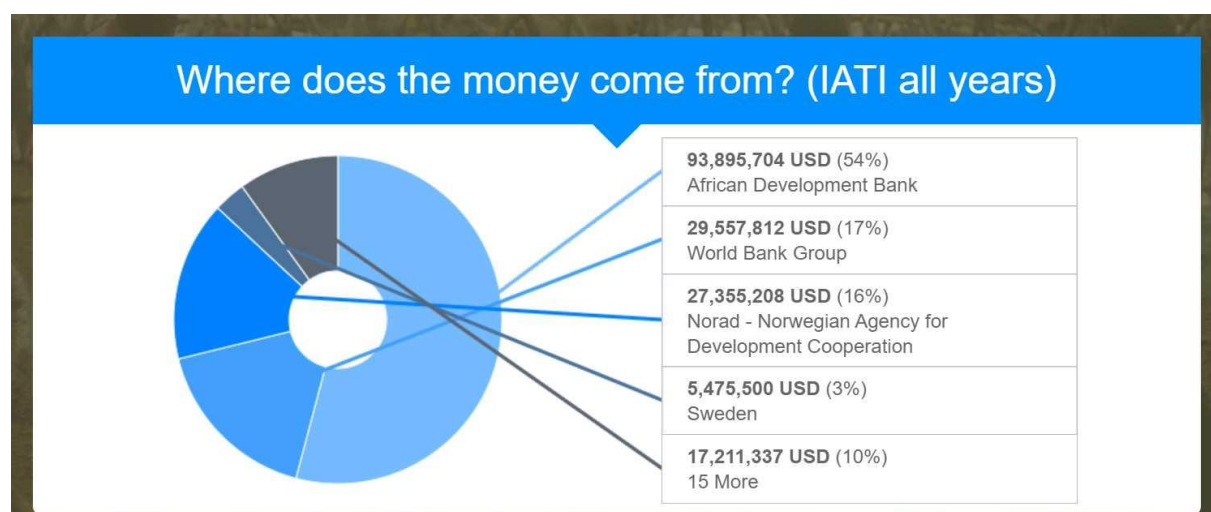 Where does the money come from? (IATI all years)
93,895,704 USD (54%)
African Development Bank
29,557,812 USD (17%)
World Bank Group
27,355,208 USD (16%)
Norad - Norwegian Agency for
Development Cooperation
5,475,500 USD (3%)
Sweden
17,211,337 USD (10%)
15 More